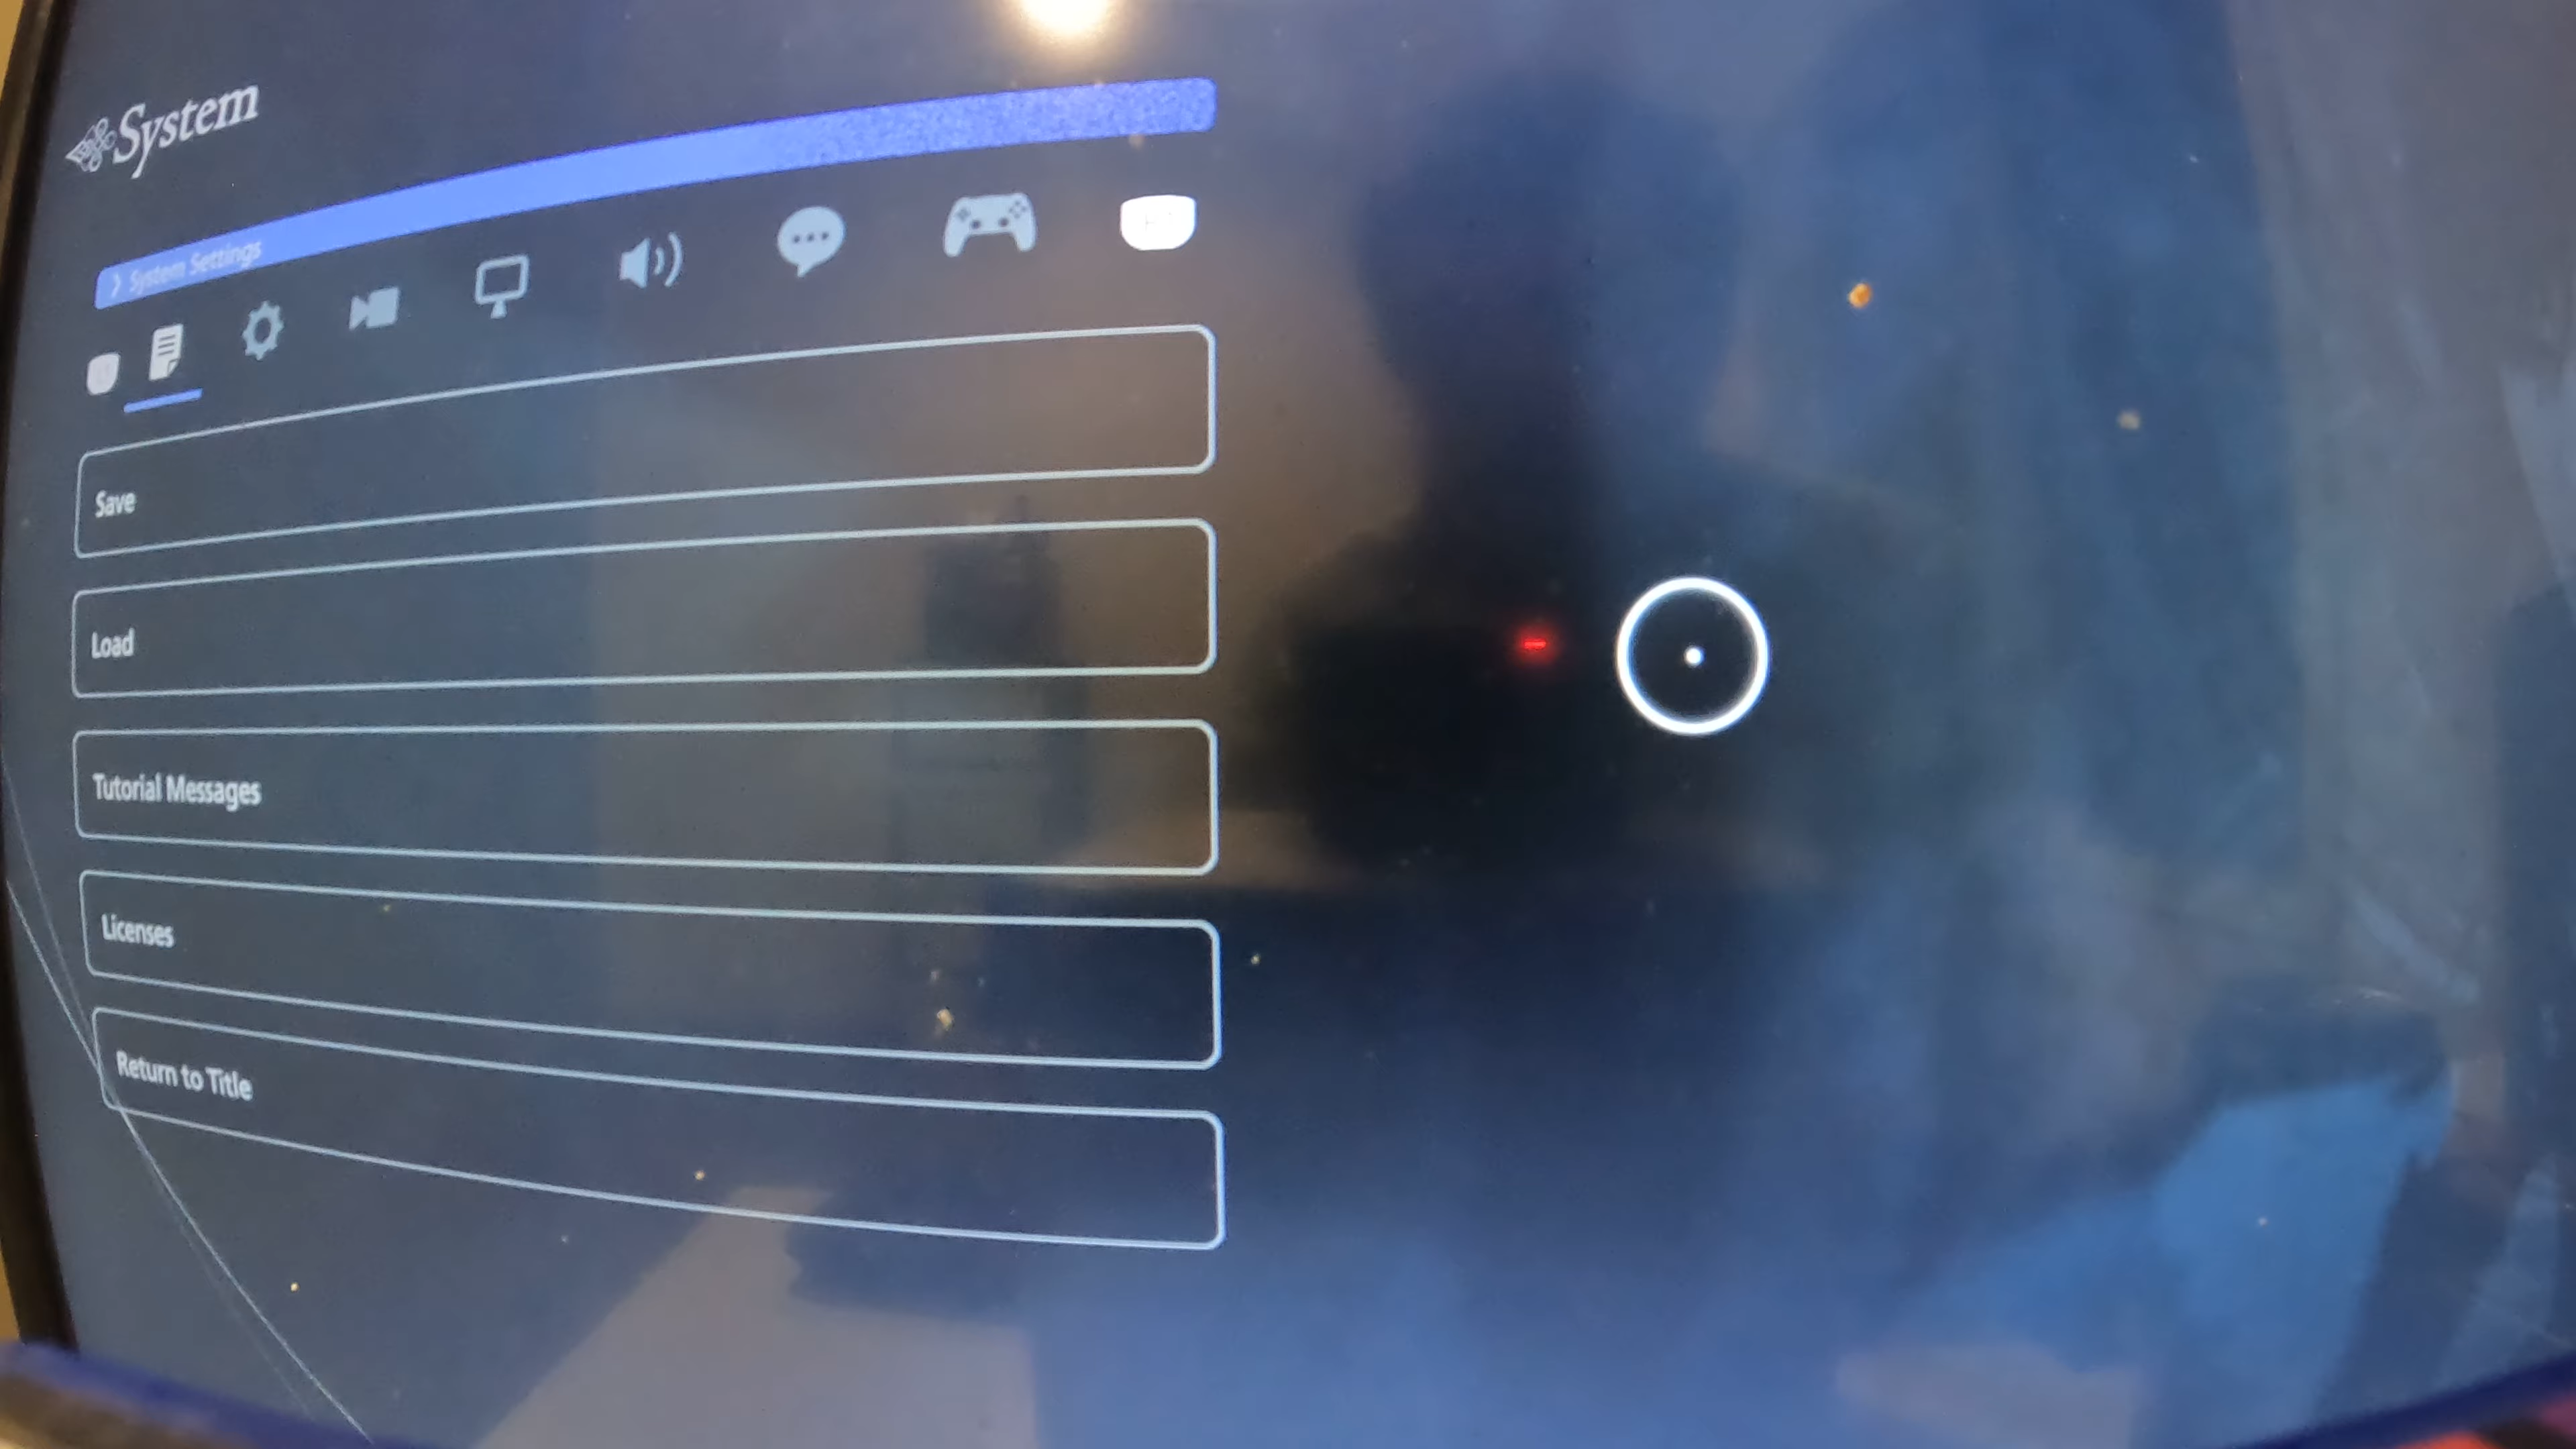 System
System Settings
Save
Load
Tutorial Messages
Licenses
Return to Title